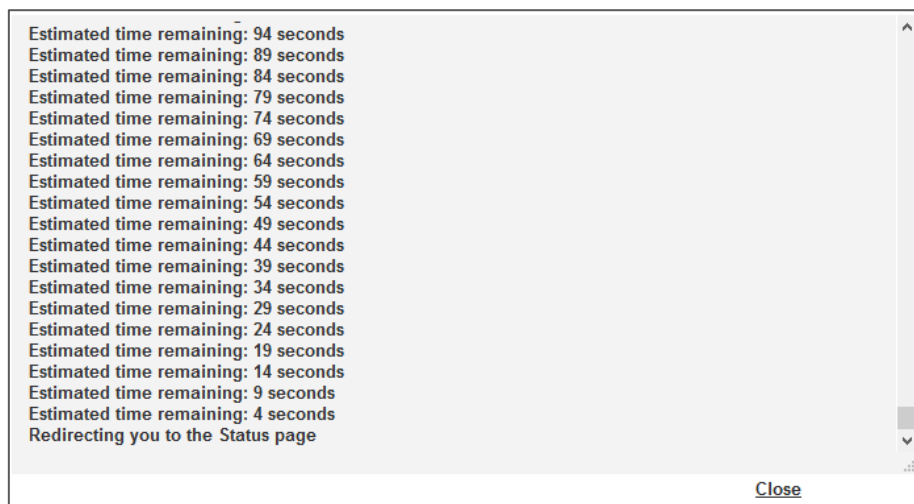 Estimated time remaining: 94 seconds
Estimated time remaining: 89 seconds
Estimated time remaining: 84 seconds
Estimated time remaining: 79 seconds
Estimated time remaining: 74 seconds
Estimated time remaining: 69 seconds
Estimated time remaining: 64 seconds
Estimated time remaining: 59 seconds
Estimated time remaining: 54 seconds
Estimated time remaining: 49 seconds
Estimated time remaining: 44 seconds
Estimated time remaining: 39 seconds
Estimated time remaining: 34 seconds
Estimated time remaining: 29 seconds
Estimated time remaining: 24 seconds
Estimated time remaining: 19 seconds
Estimated time remaining: 14 seconds
Estimated time remaining: 9 seconds
Estimated time remaining: 4 seconds
Redirecting you to the Status page
Close